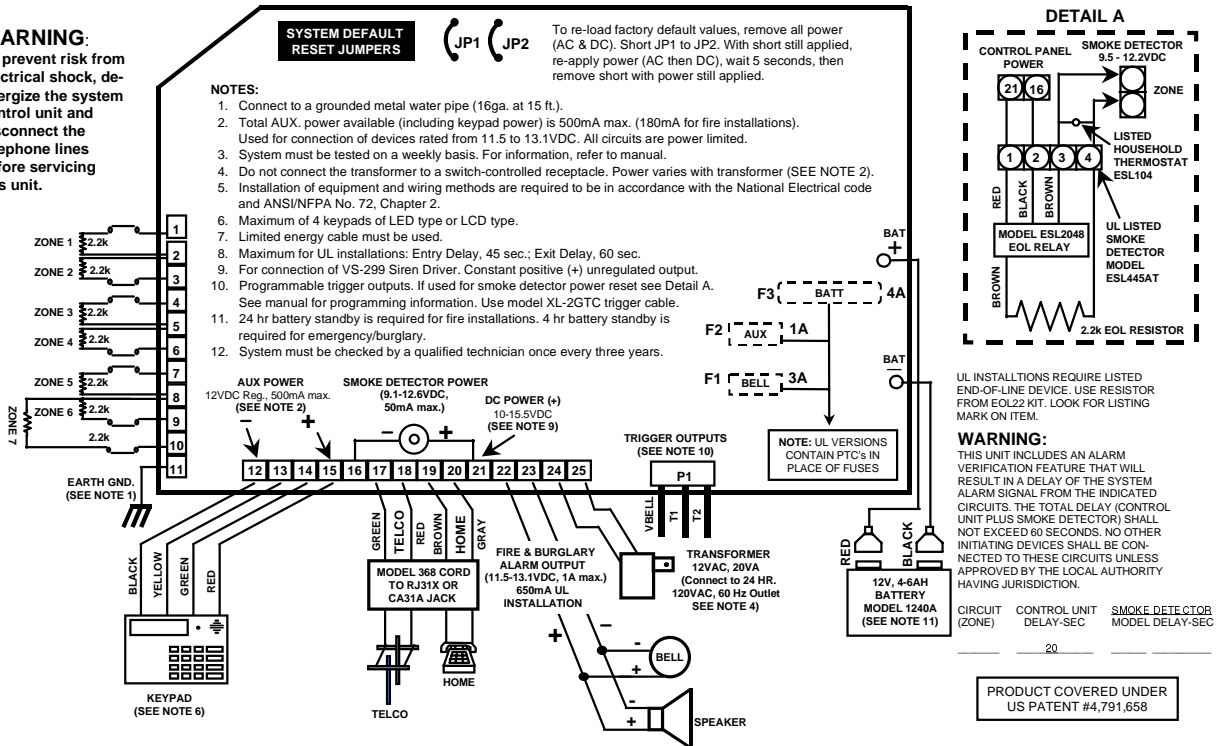 ARNING:
prevent risk from
ctrical shock, de-
ergize the system
ntrol unit and
sconnect the
ephone lines
fore servicing
s unit.
SYSTEM DEFAULT
RESET JUMPERS
JP1
JP2
To re-load factory default values, remove all power
(AC & DC). Short JP1 to JP2. With short still applied,
re-apply power (AC then DC), wait 5 seconds, then
remove short with power still applied.
NOTES:
1. Connect to a grounded metal water pipe (16ga. at 15 ft.).
2. Total AUX. power available (including keypad power) is 500mA max. (180mA for fire installations).
Used for connection of devices rated from 11.5 to 13.1VDC. All circuits are power limited.
3. System must be tested on a weekly basis. For information, refer to manual.
4. Do not connect the transformer to a switch-controlled receptacle. Power varies with transformer (SEE NOTE 2).
5. Installation of equipment and wiring methods are required to be in accordance with the National Electrical code
and ANSI/NFPA No. 72, Chapter 2.
6. Maximum of 4 keypads of LED type or LCD type.
7. Limited energy cable must be used.
8. Maximum for UL installations: Entry Delay, 45 sec.; Exit Delay, 60 sec.
9. For connection of VS-299 Siren Driver. Constant positive (+) unregulated output.
10. Programmable trigger outputs. If used for smoke detector power reset see Detail A.
See manual for programming information. Use model XL-2GTC trigger cable.
11. 24 hr battery standby is required for fire installations. 4 hr battery standby is
required for emergency/burglary.
12. System must be checked by a qualified technician once every three years.
ZONE 1
2.2k
ZONE 2
2.2k
ZONE 3
2.2k
ZONE 4
2.2k
ZONE 5
2.2k
ZONE 6
2.2k
ZONE 7
2.2k
1
2
3
4
5
6
7
8
9
10
11
EARTH GND.
(SEE NOTE 1)
AUX POWER
12VDC Reg., 500mA max.
(SEE NOTE 2)
−
+
SMOKE DETECTOR POWER
(9.1-12.6VDC,
50mA max.)
− +
DC POWER (+)
10-15.5VDC
(SEE NOTE 9)
12 13 14 15 16 17 18 19 20 21 22 23 24 25
TRIGGER OUTPUTS
(SEE NOTE 10)
P1
VBELL
T1
T2
BAT
+
F3 BATT 4A
F2 AUX 1A
F1 BELL 3A
BAT
−
NOTE: UL VERSIONS
CONTAIN PTC's IN
PLACE OF FUSES
BLACK
YELLOW
GREEN
RED
KEYPAD
(SEE NOTE 6)
GREEN
TELCO
RED
BROWN
HOME
GRAY
MODEL 368 CORD
TO RJ31X OR
CA31A JACK
TELCO
HOME
FIRE & BURGLARY
ALARM OUTPUT
(11.5-13.1VDC, 1A max.)
650mA UL
INSTALLATION
+
−
-
BELL
+
-
SPEAKER
+
TRANSFORMER
12VAC, 20VA
(Connect to 24 HR.
120VAC, 60 Hz Outlet
SEE NOTE 4)
RED
BLACK
12V, 4-6AH
BATTERY
MODEL 1240A
(SEE NOTE 11)
DETAIL A
CONTROL PANEL
POWER
SMOKE DETECTOR
9.5 - 12.2VDC
21 16
ZONE
LISTED
HOUSEHOLD
THERMOSTAT
ESL104
1 2 3 4
RED
BLACK
BROWN
MODEL ESL2048
EOL RELAY
UL LISTED
SMOKE
DETECTOR
MODEL
ESL445AT
BROWN
2.2k EOL RESISTOR
UL INSTALLTIONS REQUIRE LISTED
END-OF-LINE DEVICE. USE RESISTOR
FROM EOL22 KIT. LOOK FOR LISTING
MARK ON ITEM.
WARNING:
THIS UNIT INCLUDES AN ALARM
VERIFICATION FEATURE THAT WILL
RESULT IN A DELAY OF THE SYSTEM
ALARM SIGNAL FROM THE INDICATED
CIRCUITS. THE TOTAL DELAY (CONTROL
UNIT PLUS SMOKE DETECTOR) SHALL
NOT EXCEED 60 SECONDS. NO OTHER
INITIATING DEVICES SHALL BE CON-
NECTED TO THESE CIRCUITS UNLESS
APPROVED BY THE LOCAL AUTHORITY
HAVING JURISDICTION.
CIRCUIT CONTROL UNIT SMOKE DETECTOR
(ZONE) DELAY-SEC MODEL DELAY-SEC
20
PRODUCT COVERED UNDER
US PATENT #4,791,658